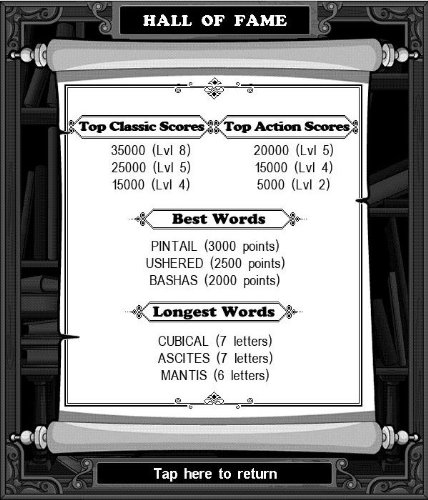 HALL OF FAME
Top Classic Scores
35000 (Lvl 8)
25000 (Lvl 5)
15000 (Lvl 4)
Top Action Scores
20000 (Lvl 5)
15000 (Lvl 4)
5000 (Lvl 2)
Best Words
PINTAIL (3000 points)
USHERED (2500 points)
BASHAS (2000 points)
Longest Words
CUBICAL (7 letters)
ASCITES (7 letters)
MANTIS (6 letters)
Tap here to return